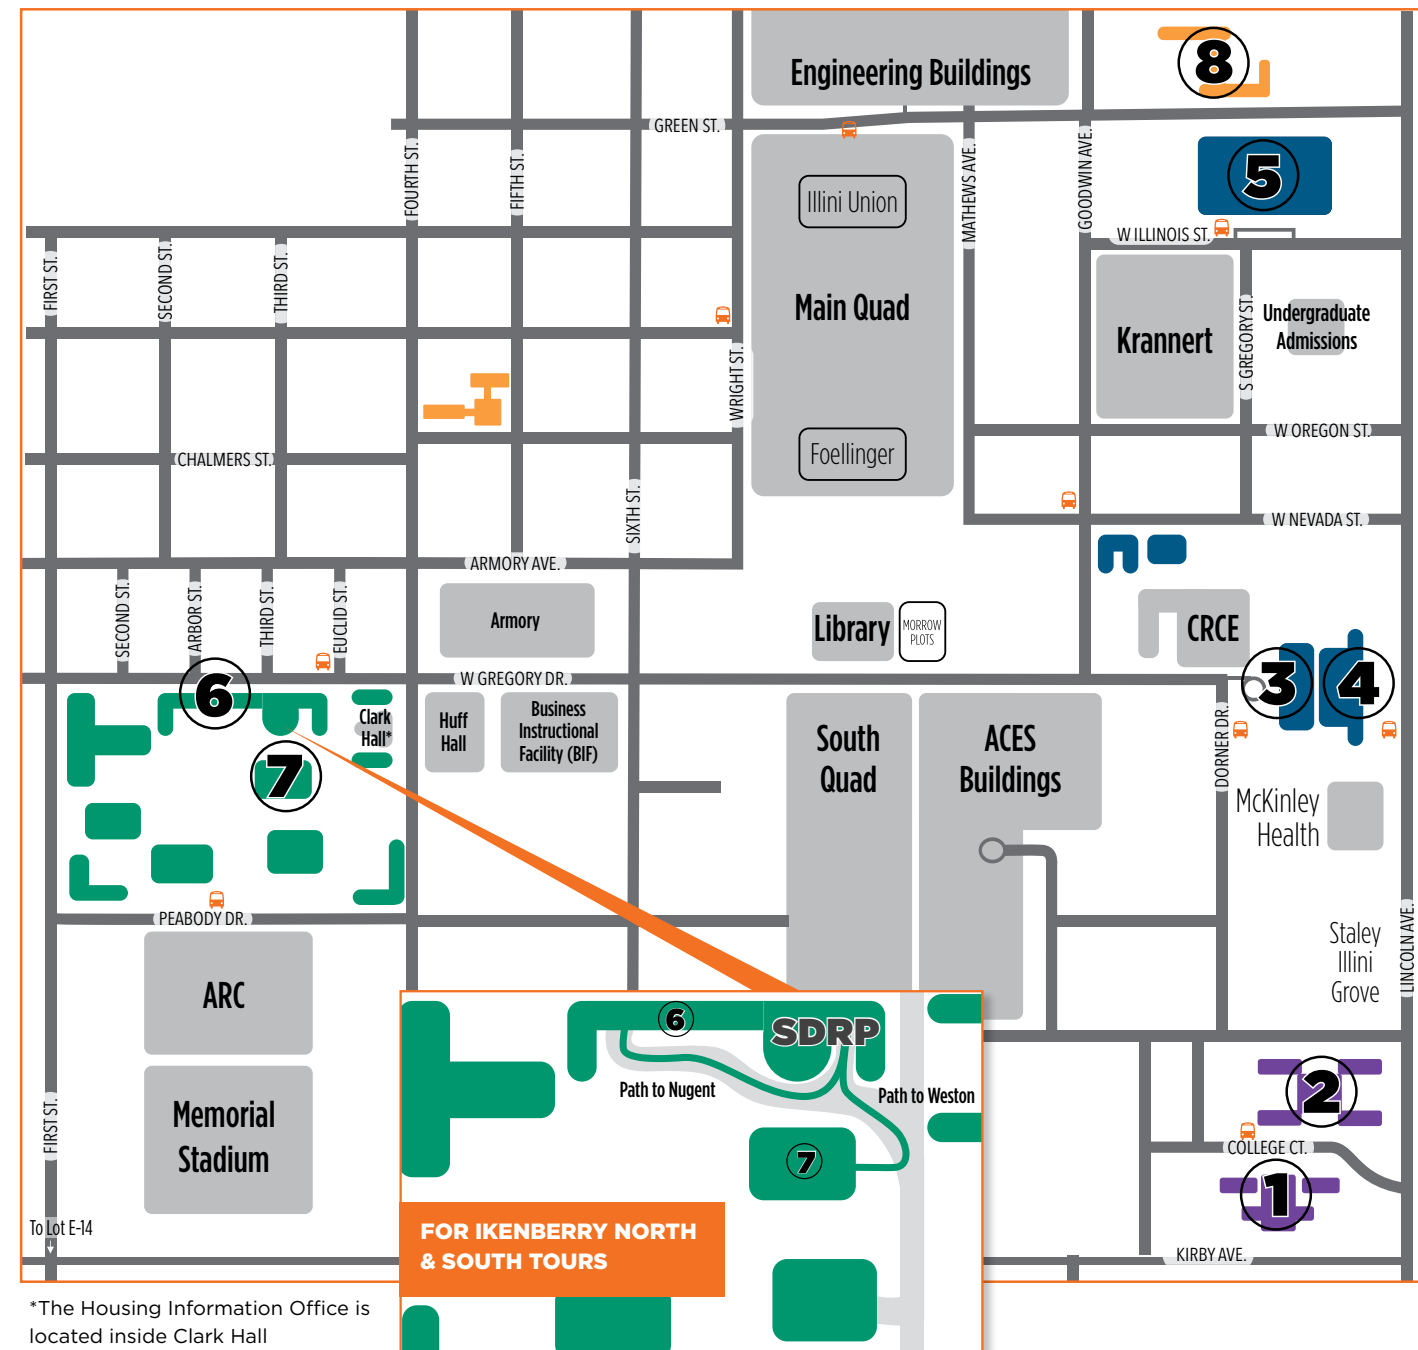 Engineering Buildings
8
GREEN ST.
5
FOURTH ST.
FIFTH ST.
MATHEWS AVE.
GOODWIN AVE.
Illini Union
W ILLINOIS ST.
FIRST ST.
SECOND ST.
THIRD ST.
Main Quad
Krannert
S GREGORY ST.
Undergraduate
Admissions
WRIGHT ST.
W OREGON ST.
Foellinger
CHALMERS ST.
SIXTH ST.
W NEVADA ST.
ARMORY AVE.
SECOND ST.
ARBOR ST.
THIRD ST.
EUCLID ST.
Armory
Library
MORROW
PLOTS
CRCE
W GREGORY DR.
6
3
4
Clark
Hall*
Huff
Hall
Business
Instructional
Facility (BIF)
South
Quad
ACES
Buildings
DORNER DR.
7
McKinley
Health
PEABODY DR.
Staley
Illini
Grove
LINCOLN AVE.
ARC
6
SDRP
Path to Nugent
Path to Weston
2
Memorial
Stadium
FIRST ST.
COLLEGE CT.
7
1
To Lot E-14
FOR IKENBERRY NORTH
& SOUTH TOURS
KIRBY AVE.
*The Housing Information Office is
located inside Clark Hall